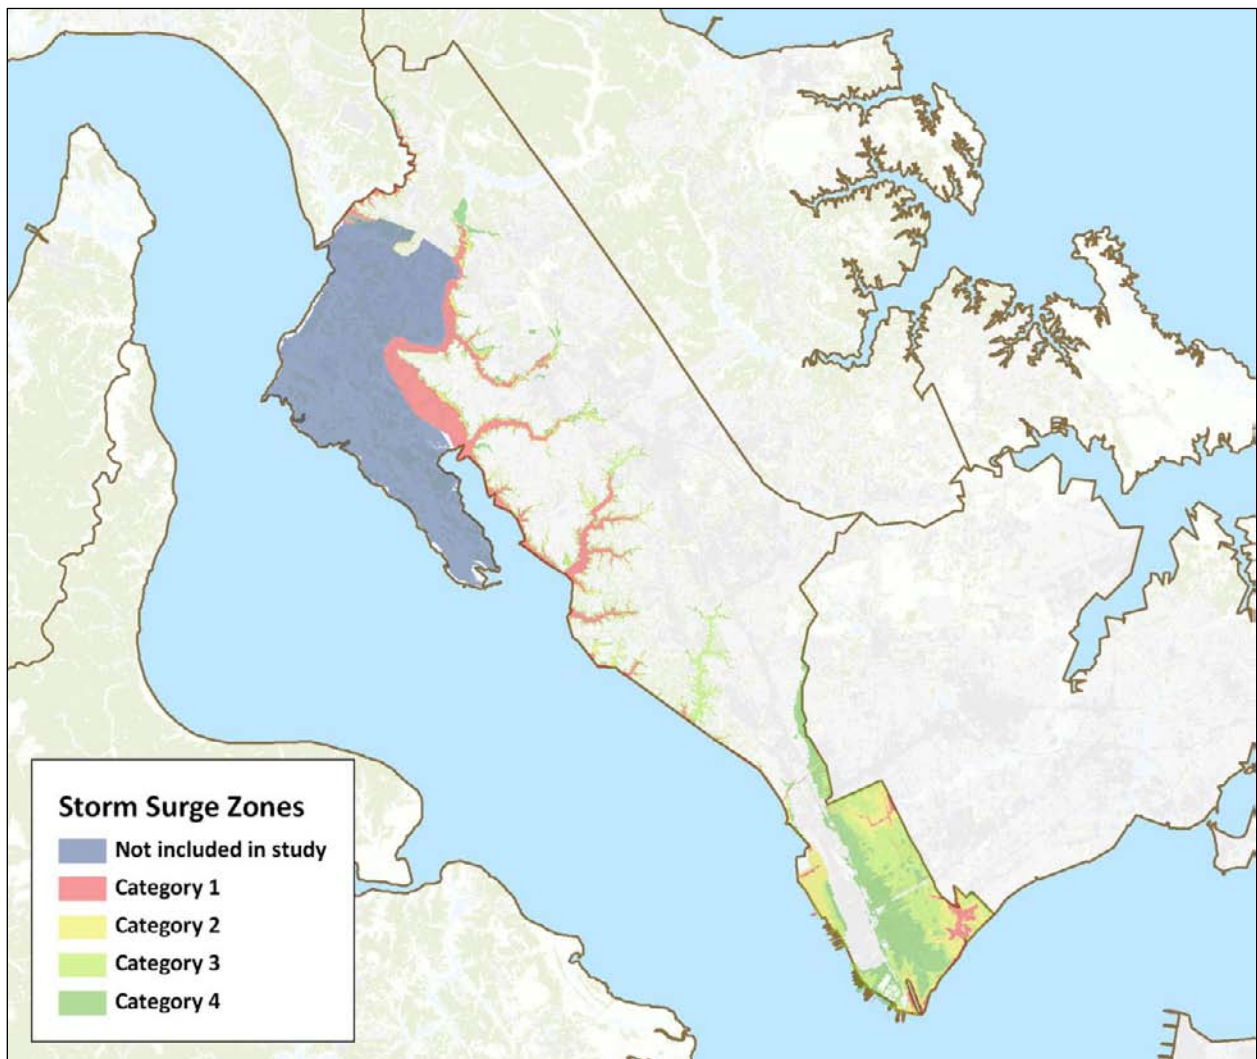 Storm Surge Zones
Not included in study
Category 1
Category 2
Category 3
Category 4